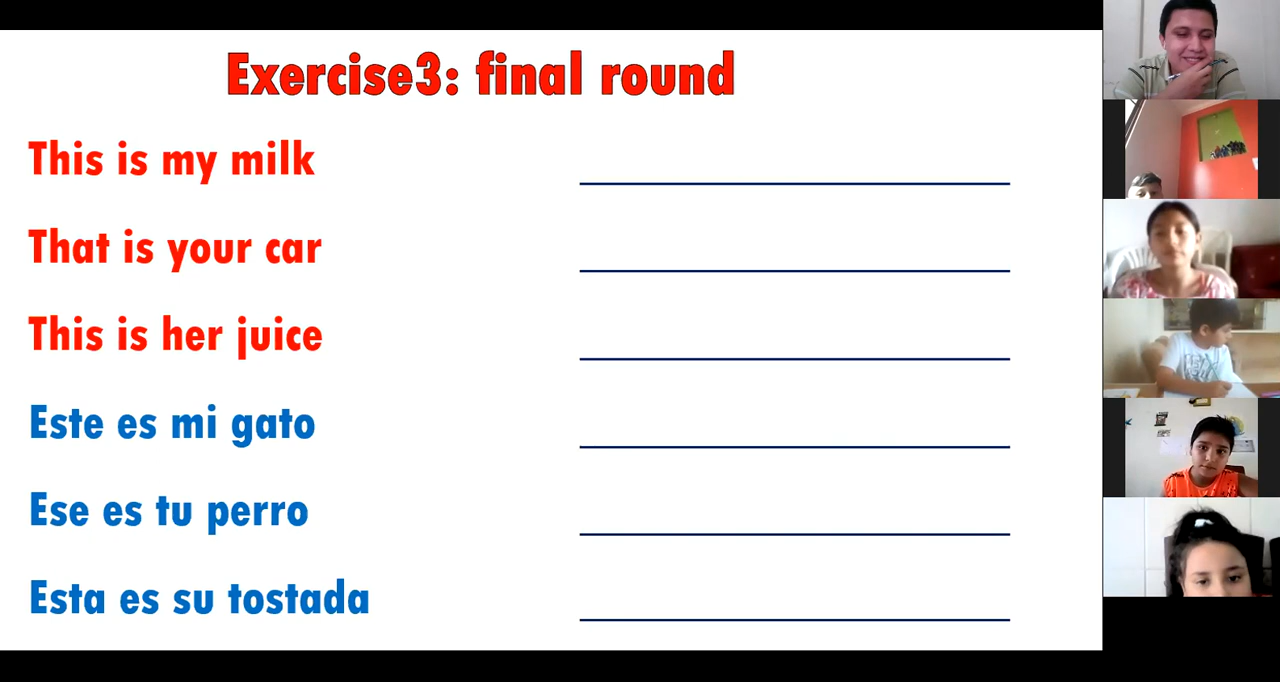 Exercise3: final round
This is my milk
That is your car
This is her juice
Este es mi gato
Ese es tu perro
Esta es su tostada